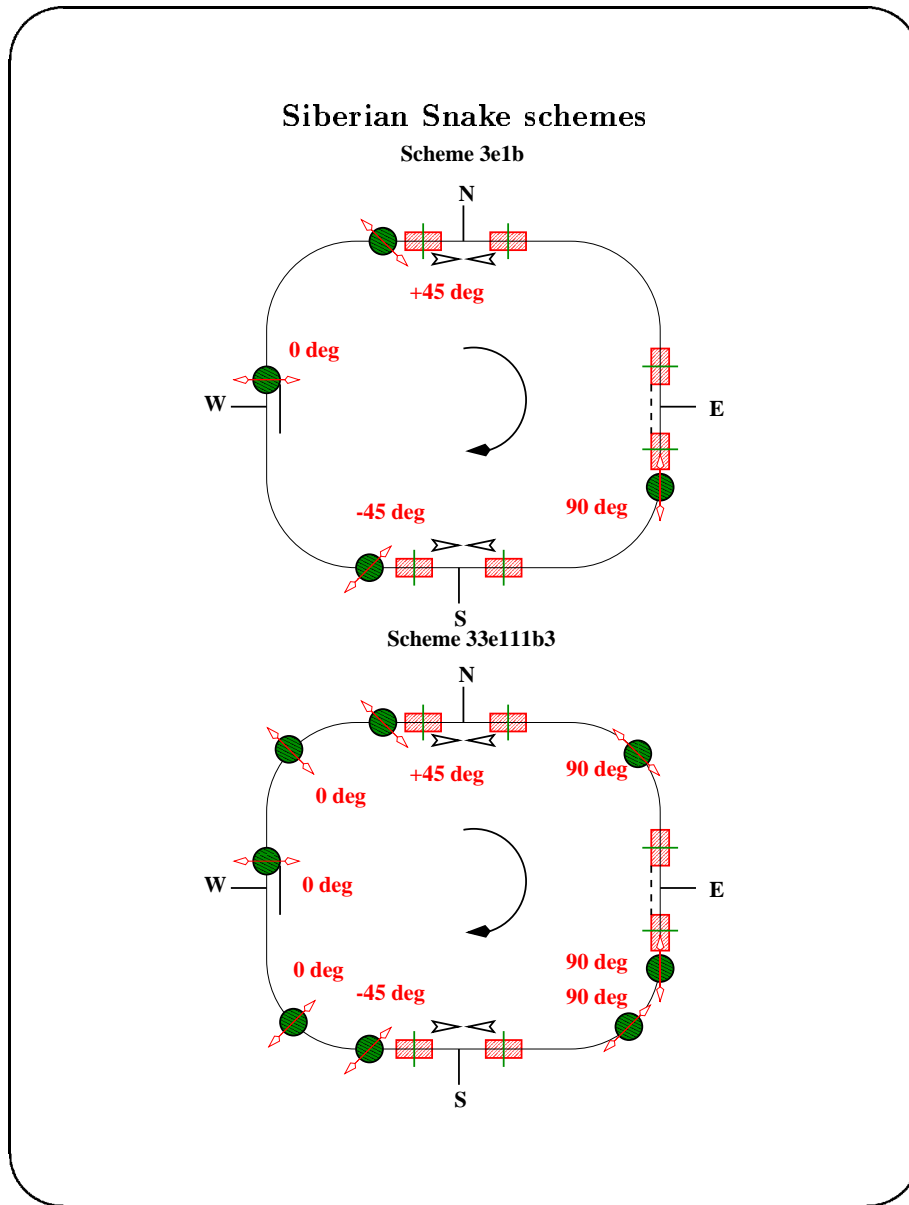 Siberian Snake schemes
Scheme 3e1b
N
+45 deg
0 deg
W
E
-45 deg
90 deg
S
Scheme 33e111b3
N
+45 deg
90 deg
0 deg
W
0 deg
E
90 deg
0 deg
-45 deg
90 deg
S